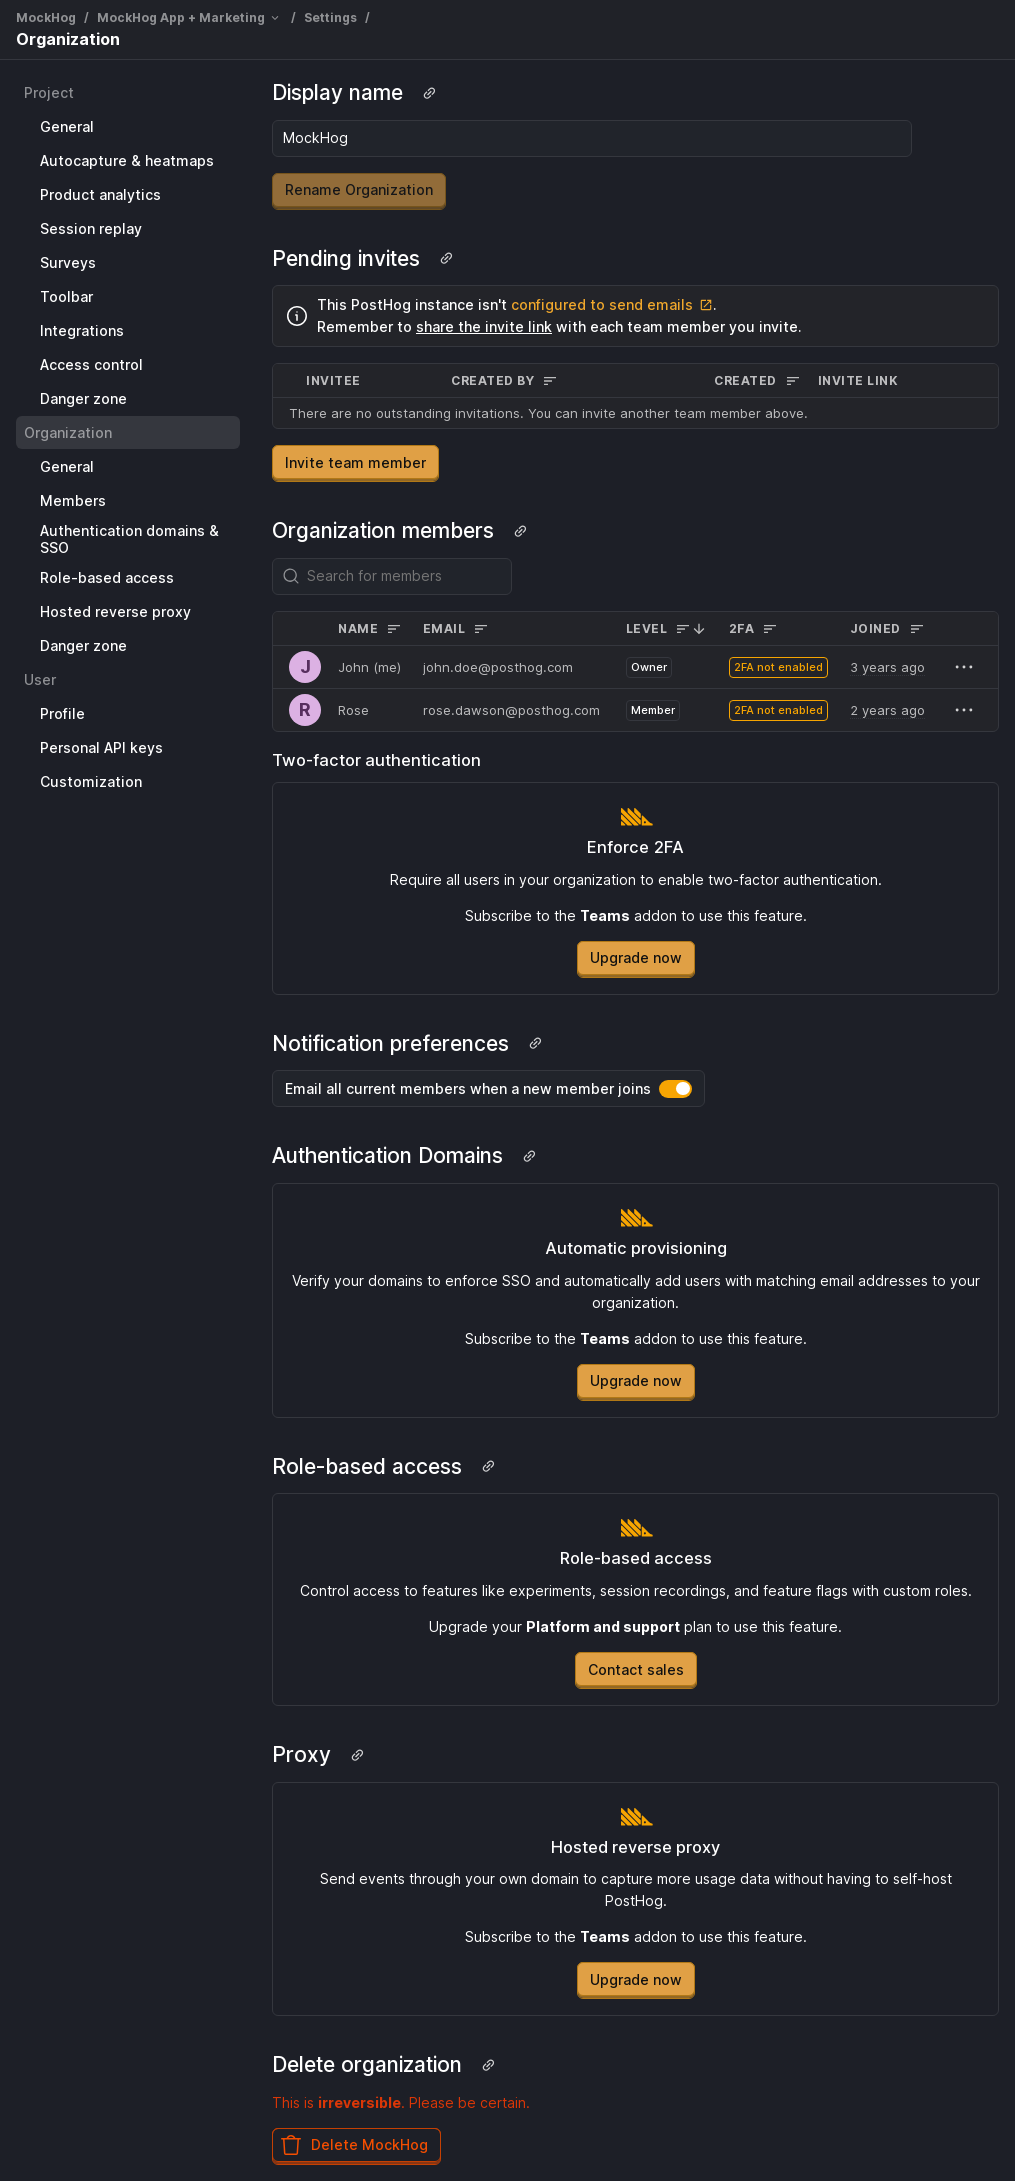 MockHog / MockHog App + Marketing / Settings /
Organization
Project
General
Autocapture & heatmaps
Product analytics
Session replay
Surveys
Toolbar
Integrations
Access control
Danger zone
Organization
General
Members
Authentication domains &
SSO
Role-based access
Hosted reverse proxy
Danger zone
User
Profile
Personal API keys
Customization
Display name
MockHog
Rename Organization
Pending invites
This PostHog instance isn't configured to send emails.
Remember to share the invite link with each team member you invite.
INVITEE CREATED BY CREATED INVITE LINK
There are no outstanding invitations. You can invite another team member above.
Invite team member
Organization members
Search for members
NAME EMAIL LEVEL 2FA JOINED
J John (me) john.doe@posthog.com Owner 2FA not enabled 3 years ago
R Rose rose.dawson@posthog.com Member 2FA not enabled 2 years ago
Two-factor authentication
Enforce 2FA
Require all users in your organization to enable two-factor authentication.
Subscribe to the Teams addon to use this feature.
Upgrade now
Notification preferences
Email all current members when a new member joins
Authentication Domains
Automatic provisioning
Verify your domains to enforce SSO and automatically add users with matching email addresses to your
organization.
Subscribe to the Teams addon to use this feature.
Upgrade now
Role-based access
Role-based access
Control access to features like experiments, session recordings, and feature flags with custom roles.
Upgrade your Platform and support plan to use this feature.
Contact sales
Proxy
Hosted reverse proxy
Send events through your own domain to capture more usage data without having to self-host
PostHog.
Subscribe to the Teams addon to use this feature.
Upgrade now
Delete organization
This is irreversible. Please be certain.
Delete MockHog